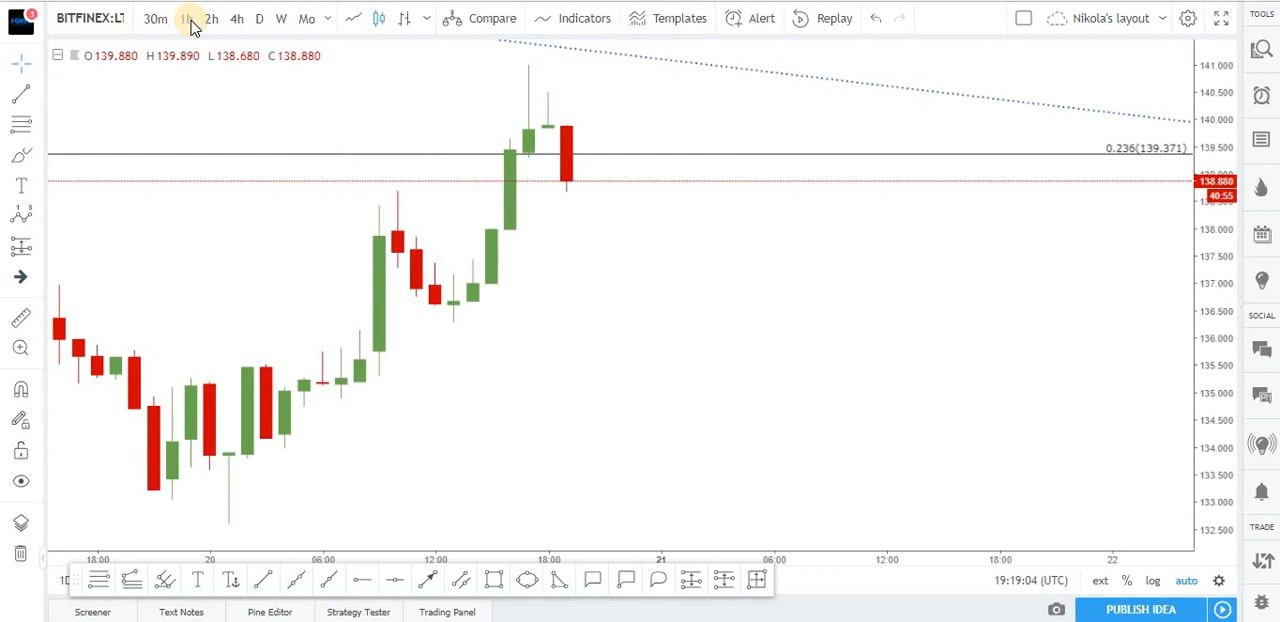 3
BITFINEX:LT
30m 1h 2h 4h D W Mo
Compare
Indicators
Templates
Alert
Replay
Nikola's layout
TOOLS
O 139.880 H 139.890 L 138.680 C 138.880
141.000
140.500
140.000
139.500
0.236(139.371)
138.880
40:55
138.000
137.500
137.000
136.500
136.000
135.500
135.000
134.500
134.000
133.500
133.000
132.500
18:00 20 06:00 12:00 18:00 21 06:00 12:00 18:00 22
T
1 5
T
19:19:04 (UTC) ext % log auto
Screener Text Notes Pine Editor Strategy Tester Trading Panel
PUBLISH IDEA
SOCIAL
TRADE